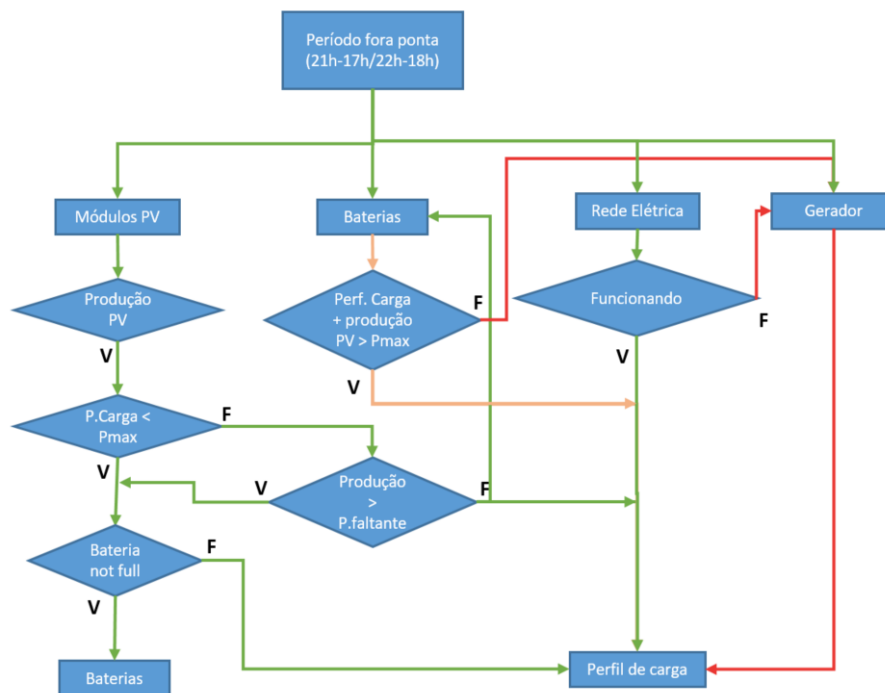 Período fora ponta
(21h-17h/22h-18h)
Módulos PV
Baterias
Rede Elétrica
Gerador
Produção
PV
Perf. Carga
+ produção
PV > Pmax
F
Funcionando
F
V
V
V
P.Carga <
Pmax
F
V
V
Produção
>
P.faltante
F
Bateria
not full
F
V
Baterias
Perfil de carga